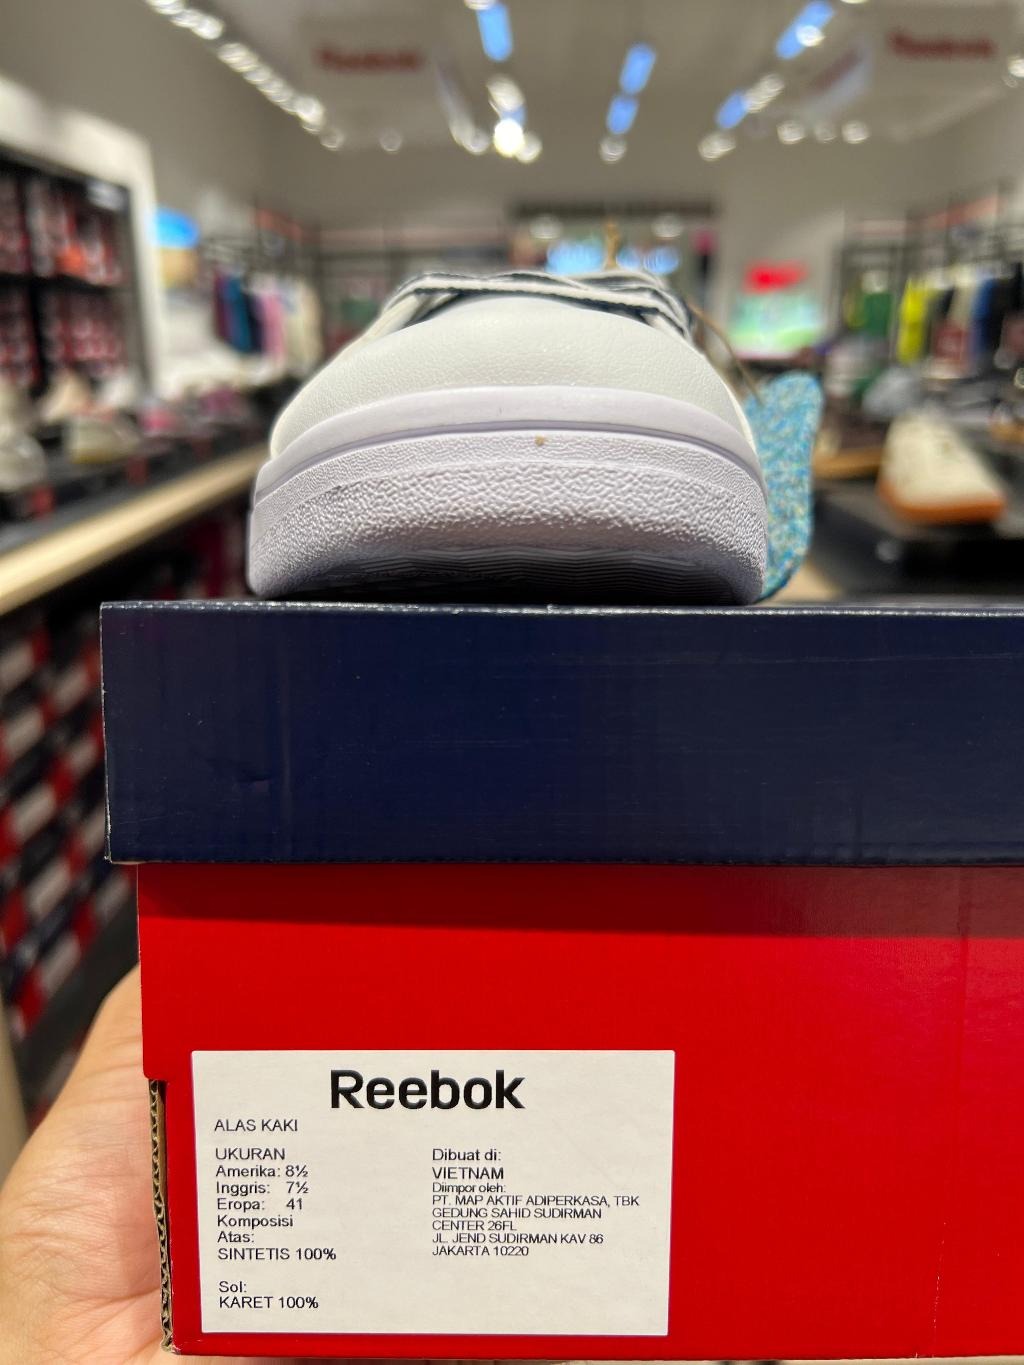 Reebok
Reebok
Reebok
ALAS KAKI
UKURAN
Amerika: 8½
Inggris: 7½
Eropa: 41
Komposisi
Atas:
SINTETIS 100%
Sol:
KARET 100%
Dibuat di:
VIETNAM
Diimpor oleh:
PT. MAP AKTIF ADIPERKASA, TBK
GEDUNG SAHID SUDIRMAN
CENTER 26FL
JL. JEND SUDIRMAN KAV 86
JAKARTA 10220